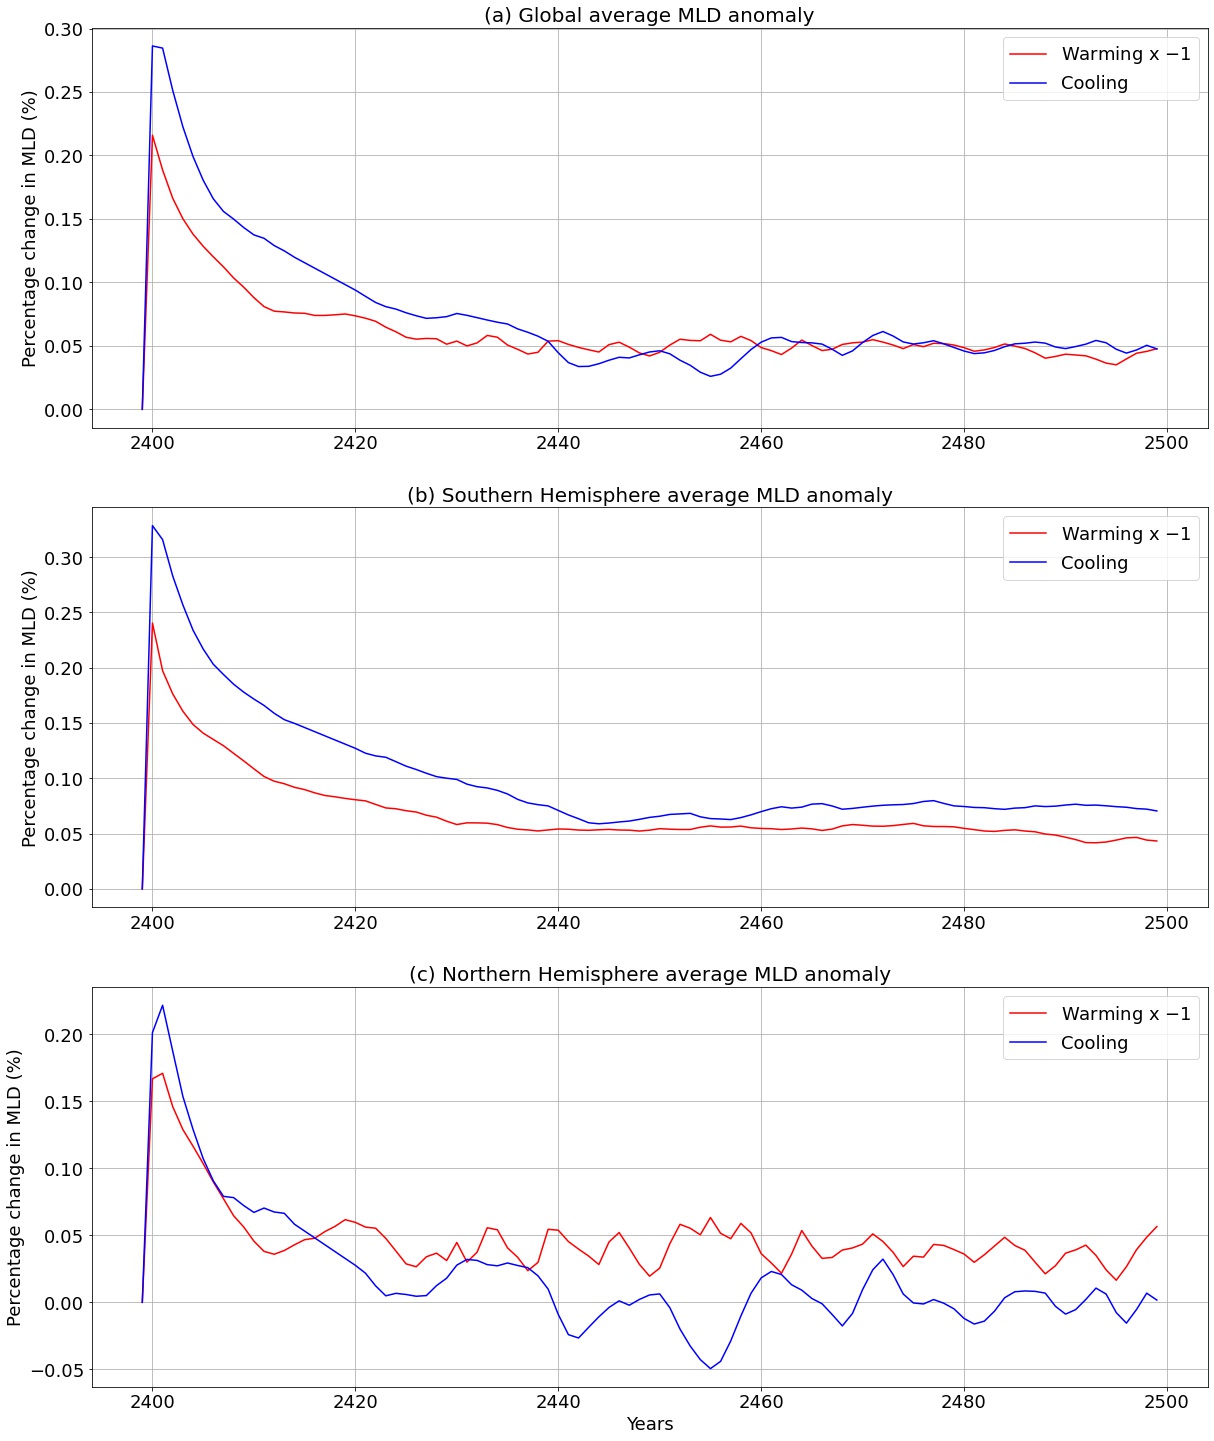 (a) Global average MLD anomaly
Percentage change in MLD (%)
0.30
0.25
0.20
0.15
0.10
0.05
0.00
Warming x −1
Cooling
2400 2420 2440 2460 2480 2500
(b) Southern Hemisphere average MLD anomaly
Percentage change in MLD (%)
0.30
0.25
0.20
0.15
0.10
0.05
0.00
Warming x −1
Cooling
2400 2420 2440 2460 2480 2500
(c) Northern Hemisphere average MLD anomaly
Percentage change in MLD (%)
0.20
0.15
0.10
0.05
0.00
−0.05
Warming x −1
Cooling
2400 2420 2440 2460 2480 2500
Years